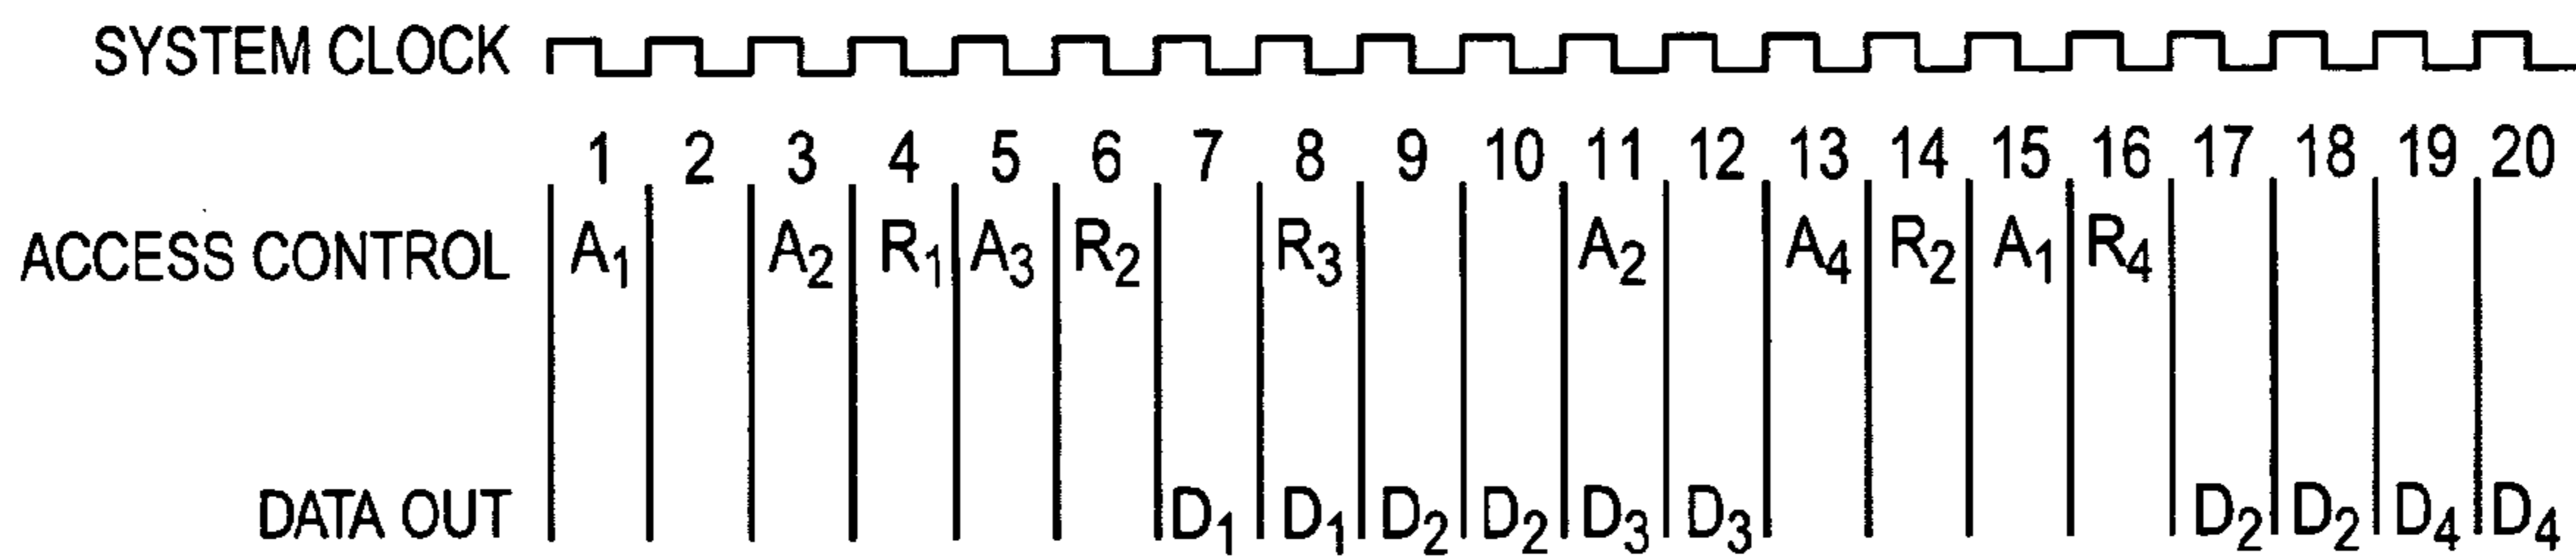 SYSTEM CLOCK
1 2 3 4 5 6 7 8 9 10 11 12 13 14 15 16 17 18 19 20
ACCESS CONTROL A₁ A₂ R₁ A₃ R₂ R₃ A₂ A₄ R₂ A₁ R₄
DATA OUT D₁ D₁ D₂ D₂ D₃ D₃ D₂ D₂ D₄ D₄